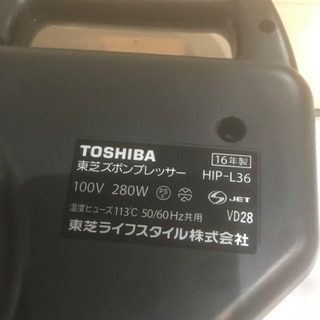 TOSHIBA 16年製
東芝ズボンプレッサー HIP-L36
100V 280W PS E JET
温度ヒューズ113℃ 50/60Hz共用 VD28
東芝ライフスタイル株式会社